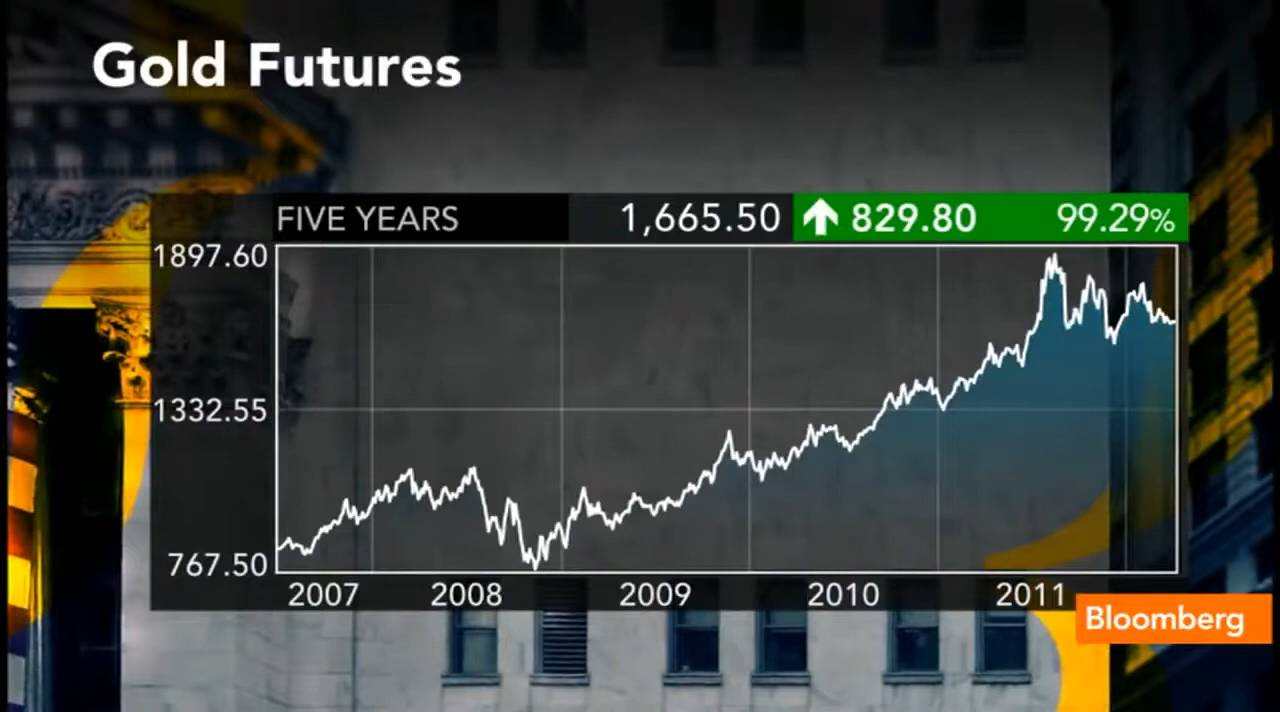 Gold Futures
FIVE YEARS 1,665.50 829.80 99.29%
1897.60
1332.55
767.50
2007 2008 2009 2010 2011
Bloomberg